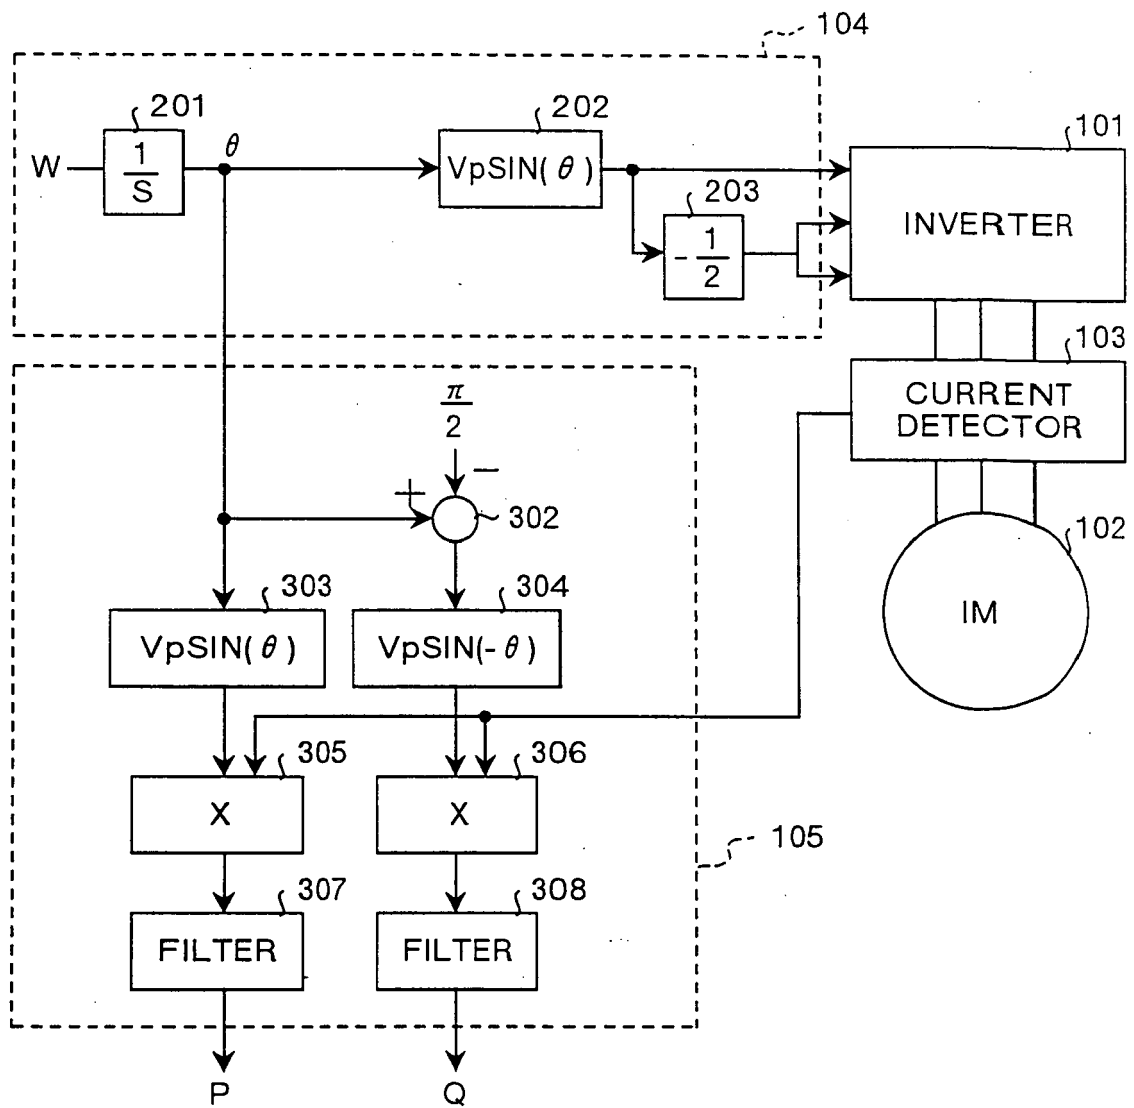 104
201
202
101
W
1
S
θ
VpSIN( θ )
203
- 1
2
INVERTER
103
π
2
CURRENT
DETECTOR
−
+
302
102
303
304
IM
VpSIN( θ )
VpSIN(- θ )
305
306
X
X
105
307
308
FILTER
FILTER
P
Q